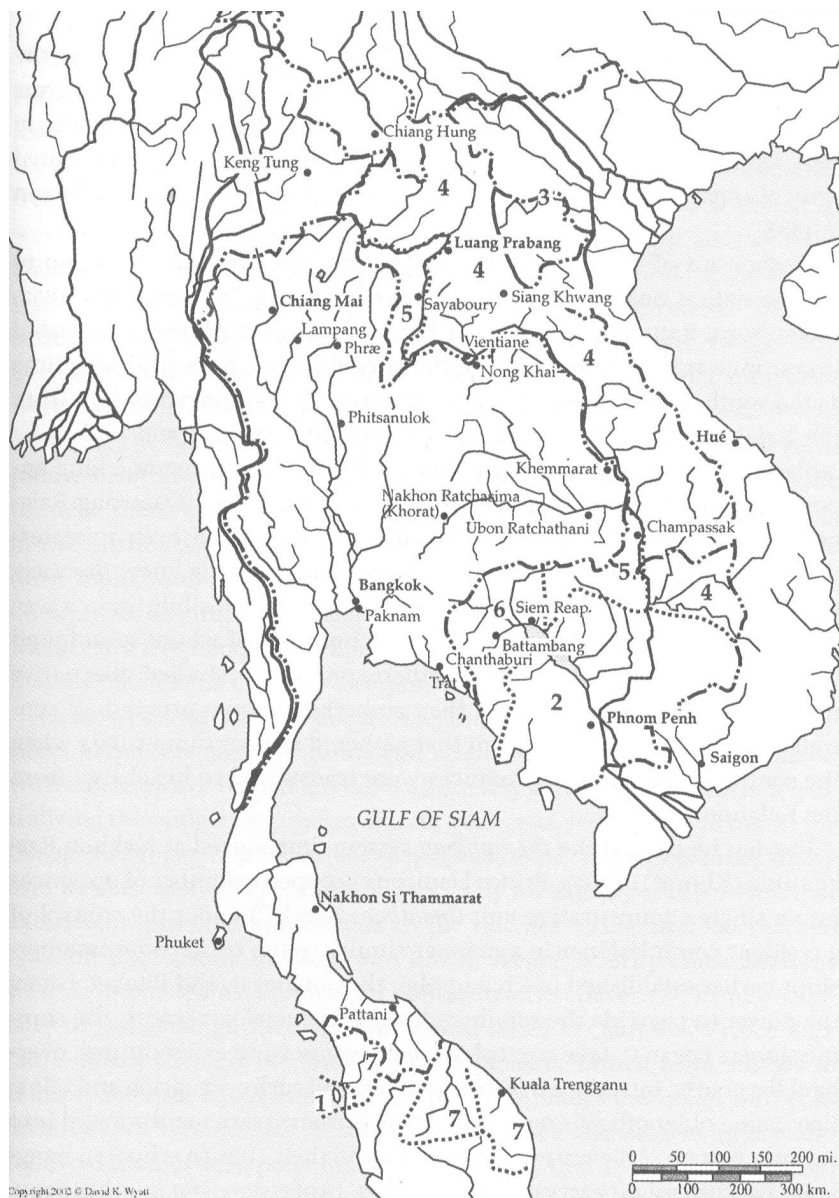 Chiang Hung
Keng Tung
4
3
Luang Prabang
4
Chiang Mai
5
Sayaboury
Siang Khwang
Lampang
Phræ
Vientiane
4
Nong Khai
Phitsanulok
Hué
Khemmarat
Nakhon Ratchasima
(Khorat)
Ubon Ratchathani
Champassak
5
4
Bangkok
Paknam
6
Siem Reap
Battambang
Chanthaburi
Trat
2
Phnom Penh
Saigon
GULF OF SIAM
Nakhon Si Thammarat
Phuket
Pattani
7
1
Kuala Trengganu
7
7
0 50 100 150 200 mi.
100 200 300 km.
Copyright 2002 © David K. Wyatt